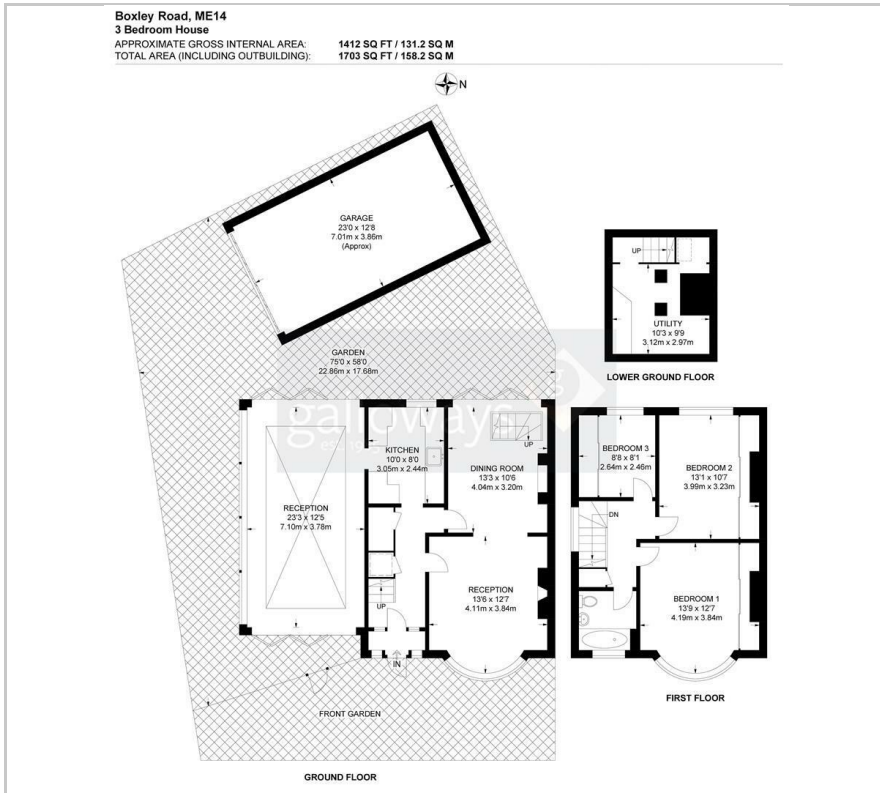 Boxley Road, ME14
3 Bedroom House
APPROXIMATE GROSS INTERNAL AREA: 1412 SQ FT / 131.2 SQ M
TOTAL AREA (INCLUDING OUTBUILDING): 1703 SQ FT / 158.2 SQ M
N
GARAGE
23'0 x 12'8
7.01m x 3.86m
(Approx)
UP
UTILITY
10'3 x 9'9
3.12m x 2.97m
LOWER GROUND FLOOR
GARDEN
75'0 x 58'0
22.86m x 17.68m
galloways
KITCHEN
10'0 x 8'0
3.05m x 2.44m
UP
DINING ROOM
13'3 x 10'6
4.04m x 3.20m
RECEPTION
23'3 x 12'5
7.10m x 3.78m
RECEPTION
13'6 x 12'7
4.11m x 3.84m
UP
IN
FRONT GARDEN
GROUND FLOOR
BEDROOM 3
8'8 x 8'1
2.64m x 2.46m
BEDROOM 2
13'1 x 10'7
3.99m x 3.23m
DN
BEDROOM 1
13'9 x 12'7
4.19m x 3.84m
FIRST FLOOR